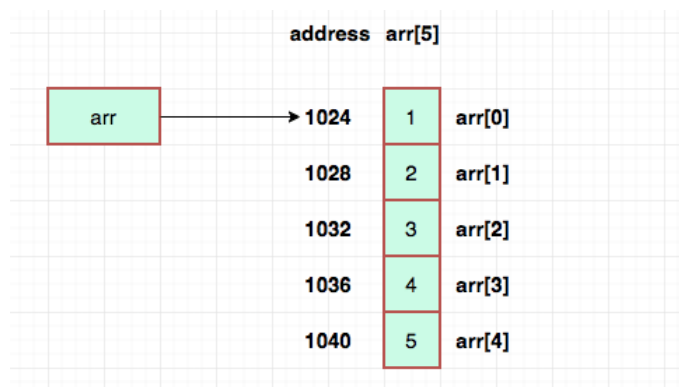 address arr[5]
arr 1024 1 arr[0]
1028 2 arr[1]
1032 3 arr[2]
1036 4 arr[3]
1040 5 arr[4]